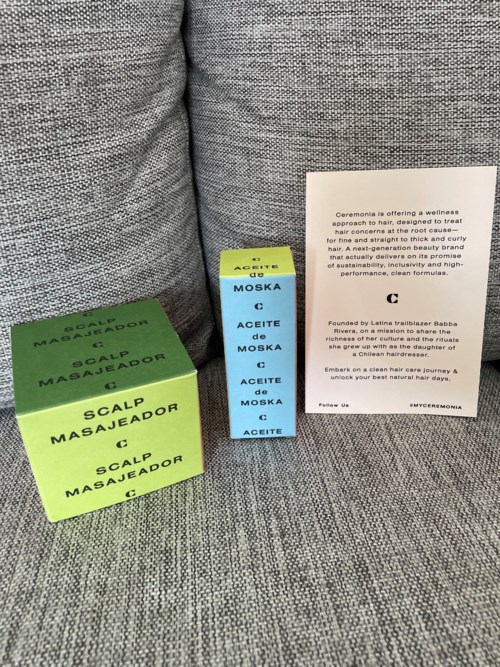 C
SCALP
MASAJEADOR
C
SCALP
MASAJEADOR
C
SCALP
MASAJEADOR
C
SCALP
MASAJEADOR
C
C
ACEITE
de
MOSKA
C
ACEITE
de
MOSKA
C
ACEITE
de
MOSKA
C
ACEITE
Ceremonia is offering a wellness
approach to hair, designed to treat
hair concerns at the root cause—
for fine and straight to thick and curly
hair. A next-generation beauty brand
that actually delivers on its promise
of sustainability, inclusivity and high-
performance, clean formulas.
C
Founded by Latine trailblazer Babba
Rivera, on a mission to share the
richness of her culture and the rituals
she grew up with as the daughter of
a Chilean hairdresser.
Embark on a clean hair care journey &
unlock your best natural hair days.
Follow Us @MYCEREMONIA